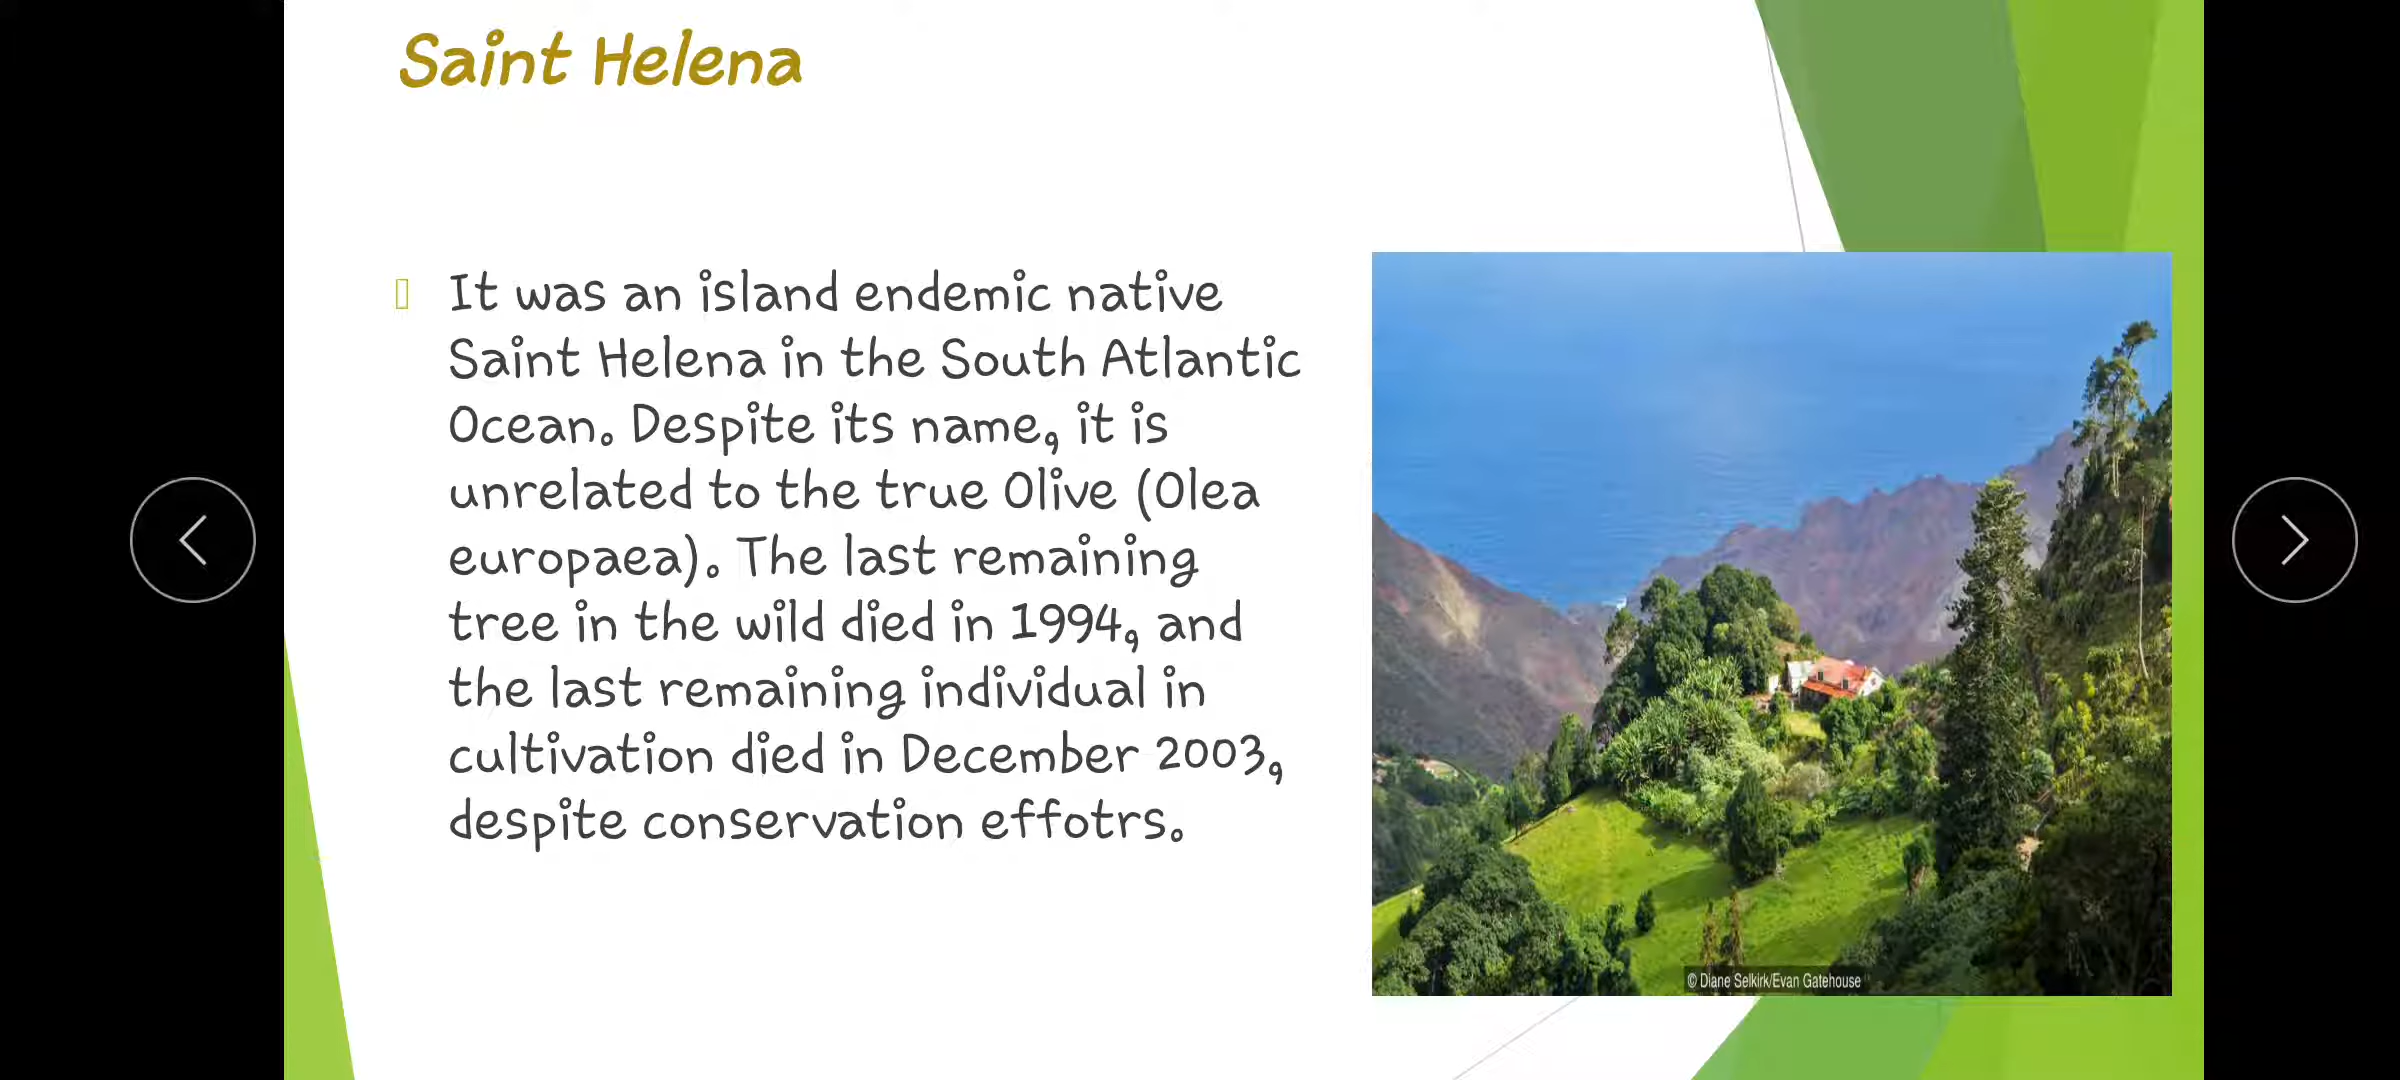 Saint Helena
It was an island endemic native
Saint Helena in the South Atlantic
Ocean. Despite its name, it is
unrelated to the true Olive (Olea
europaea). The last remaining
tree in the wild died in 1994, and
the last remaining individual in
cultivation died in December 2003,
despite conservation effotrs.
© Diane Selkirk/Evan Gatehouse